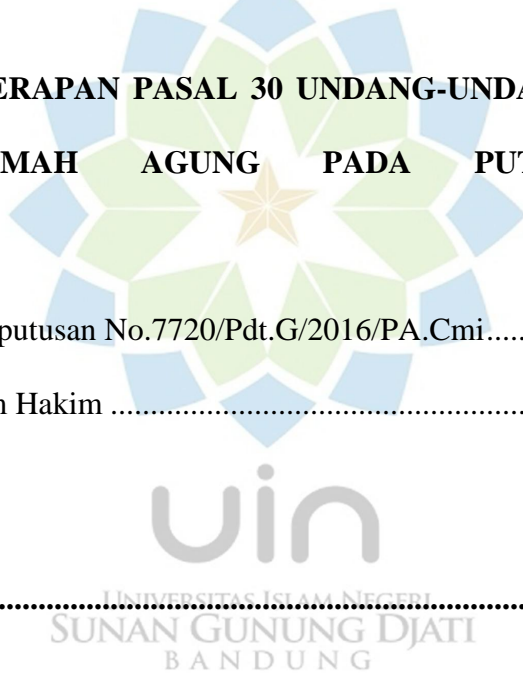 ERAPAN PASAL 30 UNDANG-UNDA
MAH AGUNG PADA PUT
putusan No.7720/Pdt.G/2016/PA.Cmi.....
n Hakim ..........................................................
uin
..................................................................................
UNIVERSITAS ISLAM NEGERI
SUNAN GUNUNG DJATI
BANDUNG